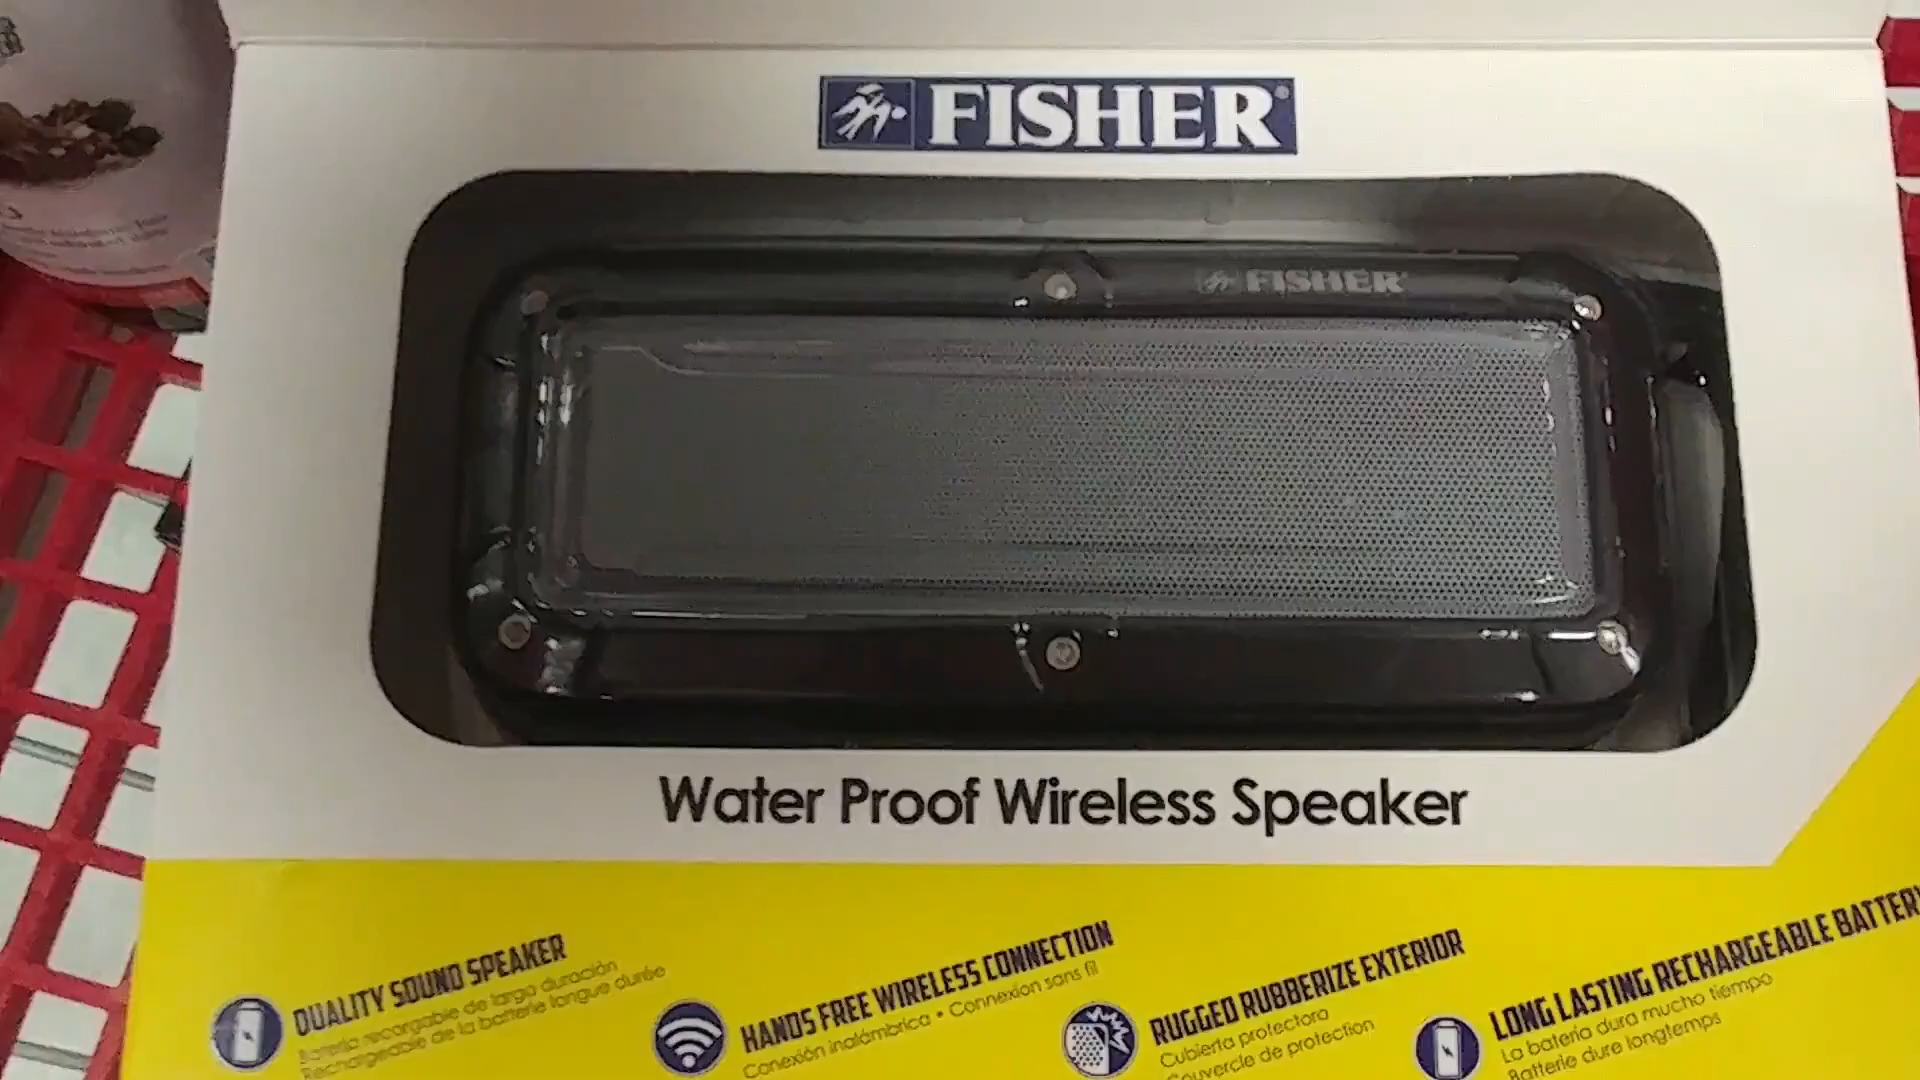 FISHER®
FISHER
Water Proof Wireless Speaker
QUALITY SOUND SPEAKER
Batería recargable de larga duración
Rechargeable de la batterie longue durée
HANDS FREE WIRELESS CONNECTION
Conexión inalámbrica • Connexion sans fil
RUGGED RUBBERIZE EXTERIOR
Cubierta protectora
Couvercle de protection
LONG LASTING RECHARGEABLE BATTERY
La batería dura mucho tiempo
Batterie dure longtemps